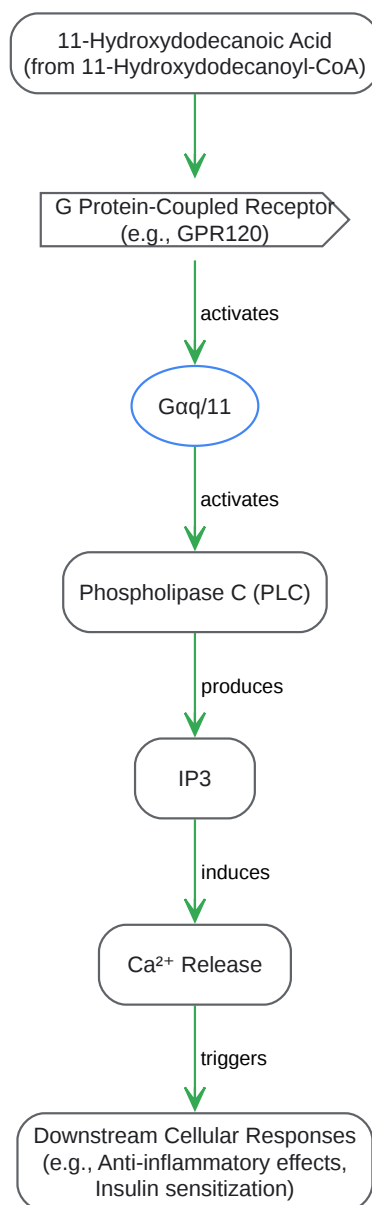 11-Hydroxydodecanoic Acid
(from 11-Hydroxydodecanoyl-CoA)
G Protein-Coupled Receptor
(e.g., GPR120)
activates
Gαq/11
activates
Phospholipase C (PLC)
produces
IP3
induces
Ca²⁺ Release
triggers
Downstream Cellular Responses
(e.g., Anti-inflammatory effects,
Insulin sensitization)